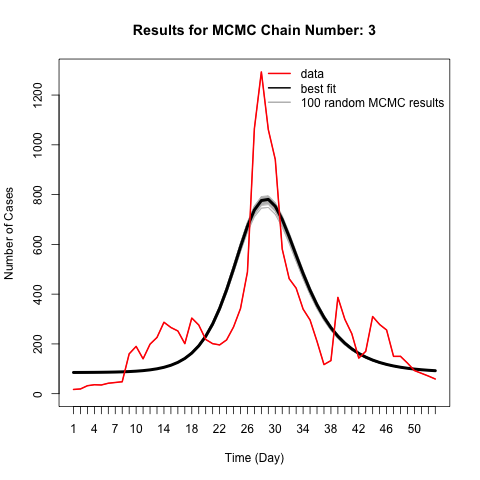 Results for MCMC Chain Number: 3
data
best fit
100 random MCMC results
Number of Cases
1200
1000
800
600
400
200
0
1 4 7 10 14 18 22 26 30 34 38 42 46 50
Time (Day)